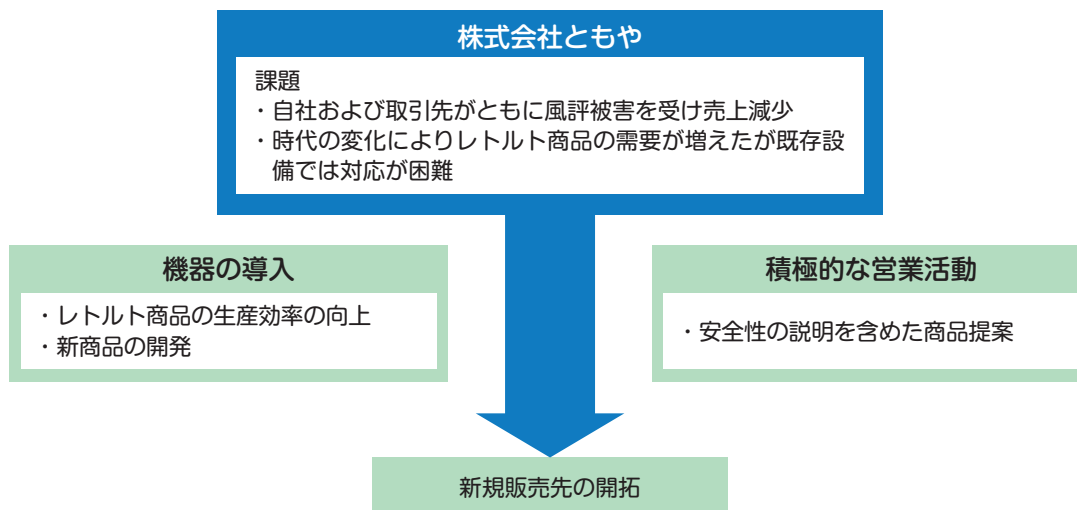 株式会社ともや
課題
・自社および取引先がともに風評被害を受け売上減少
・時代の変化によりレトルト商品の需要が増えたが既存設
備では対応が困難
機器の導入
・レトルト商品の生産効率の向上
・新商品の開発
積極的な営業活動
・安全性の説明を含めた商品提案
新規販売先の開拓